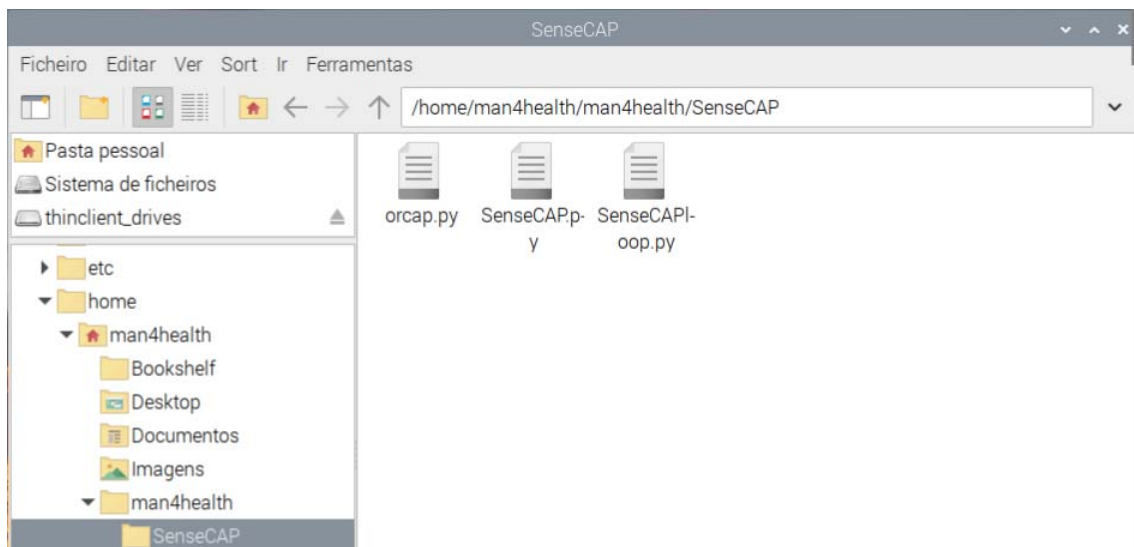 SenseCAP
Ficheiro Editar Ver Sort Ir Ferramentas
/home/man4health/man4health/SenseCAP
Pasta pessoal
Sistema de ficheiros
thinclient_drives
etc
home
man4health
Bookshelf
Desktop
Documentos
Imagens
man4health
SenseCAP
orcap.py
SenseCAP.p-
y
SenseCAPl-
oop.py